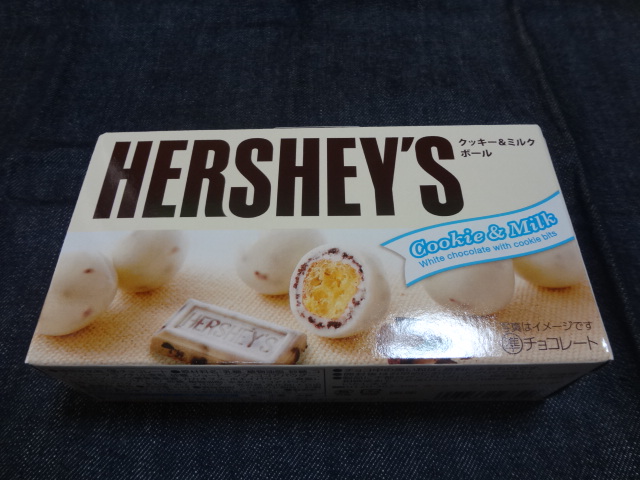 HERSHEY'S
クッキー&ミルク
ボール
Cookie & Milk
White chocolate with cookie bits
HERSHEY'S
写真はイメージです
準チョコレート